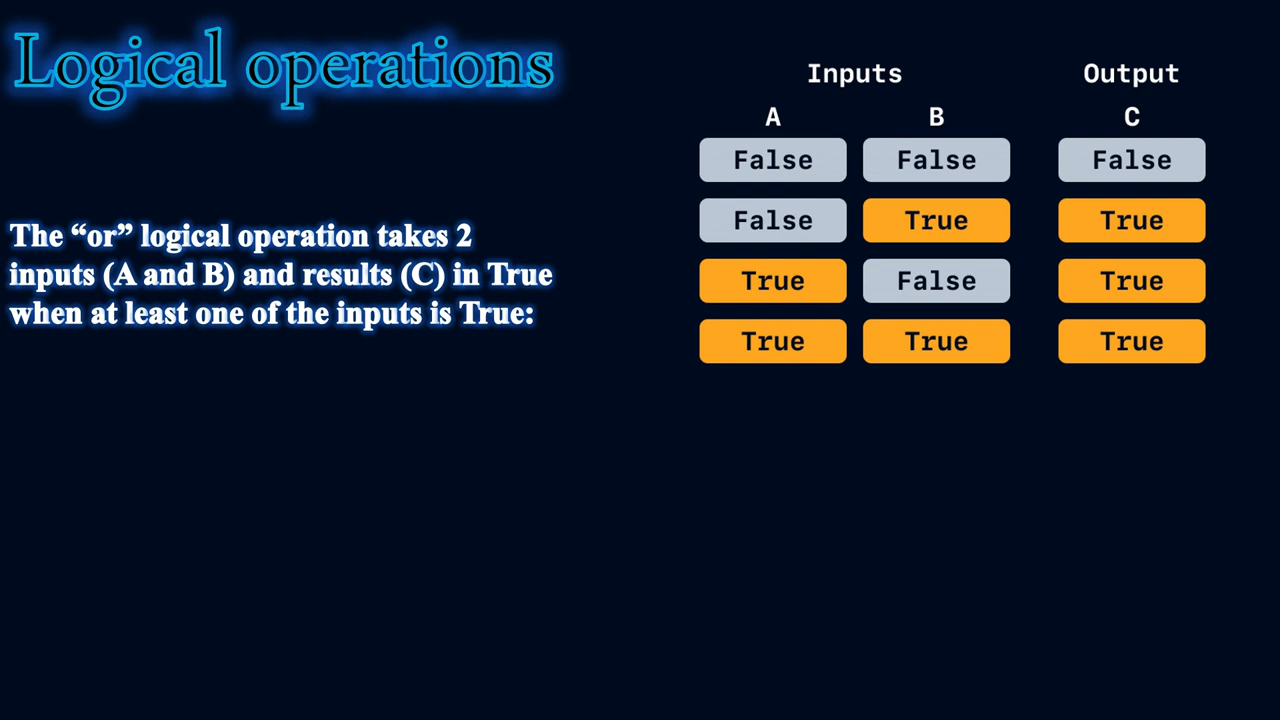 Logical operations
The “or” logical operation takes 2
inputs (A and B) and results (C) in True
when at least one of the inputs is True:
Inputs Output
A B C
False False False
False True True
True False True
True True True